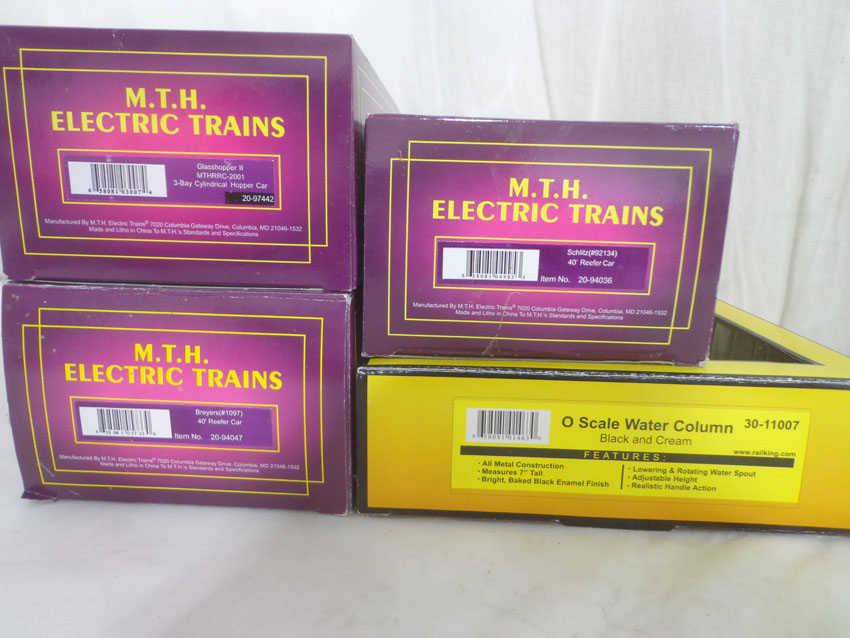 M.T.H.
ELECTRIC TRAINS
Glasshopper II
MTHRRC-2001
3-Bay Cylindrical Hopper Car
20-97442
Manufactured By M.T.H. Electric Trains® 7020 Columbia Gateway Drive, Columbia, MD 21046-1532
Made and Litho in China To M.T.H.'s Standards and Specifications
M.T.H.
ELECTRIC TRAINS
Schlitz(#92134)
40' Reefer Car
Item No. 20-94036
Manufactured By M.T.H. Electric Trains® 7020 Columbia Gateway Drive, Columbia, MD 21046-1532
Made and Litho in China To M.T.H.'s Standards and Specifications
M.T.H.
ELECTRIC TRAINS
Breyers(#1097)
40' Reefer Car
Item No. 20-94047
Manufactured By M.T.H. Electric Trains® 7020 Columbia Gateway Drive, Columbia, MD 21046-1532
Made and Litho in China To M.T.H.'s Standards and Specifications
O Scale Water Column 30-11007
Black and Cream
www.railking.com
FEATURES:
· All Metal Construction
· Measures 7" Tall
· Bright, Baked Black Enamel Finish
· Lowering & Rotating Water Spout
· Adjustable Height
· Realistic Handle Action